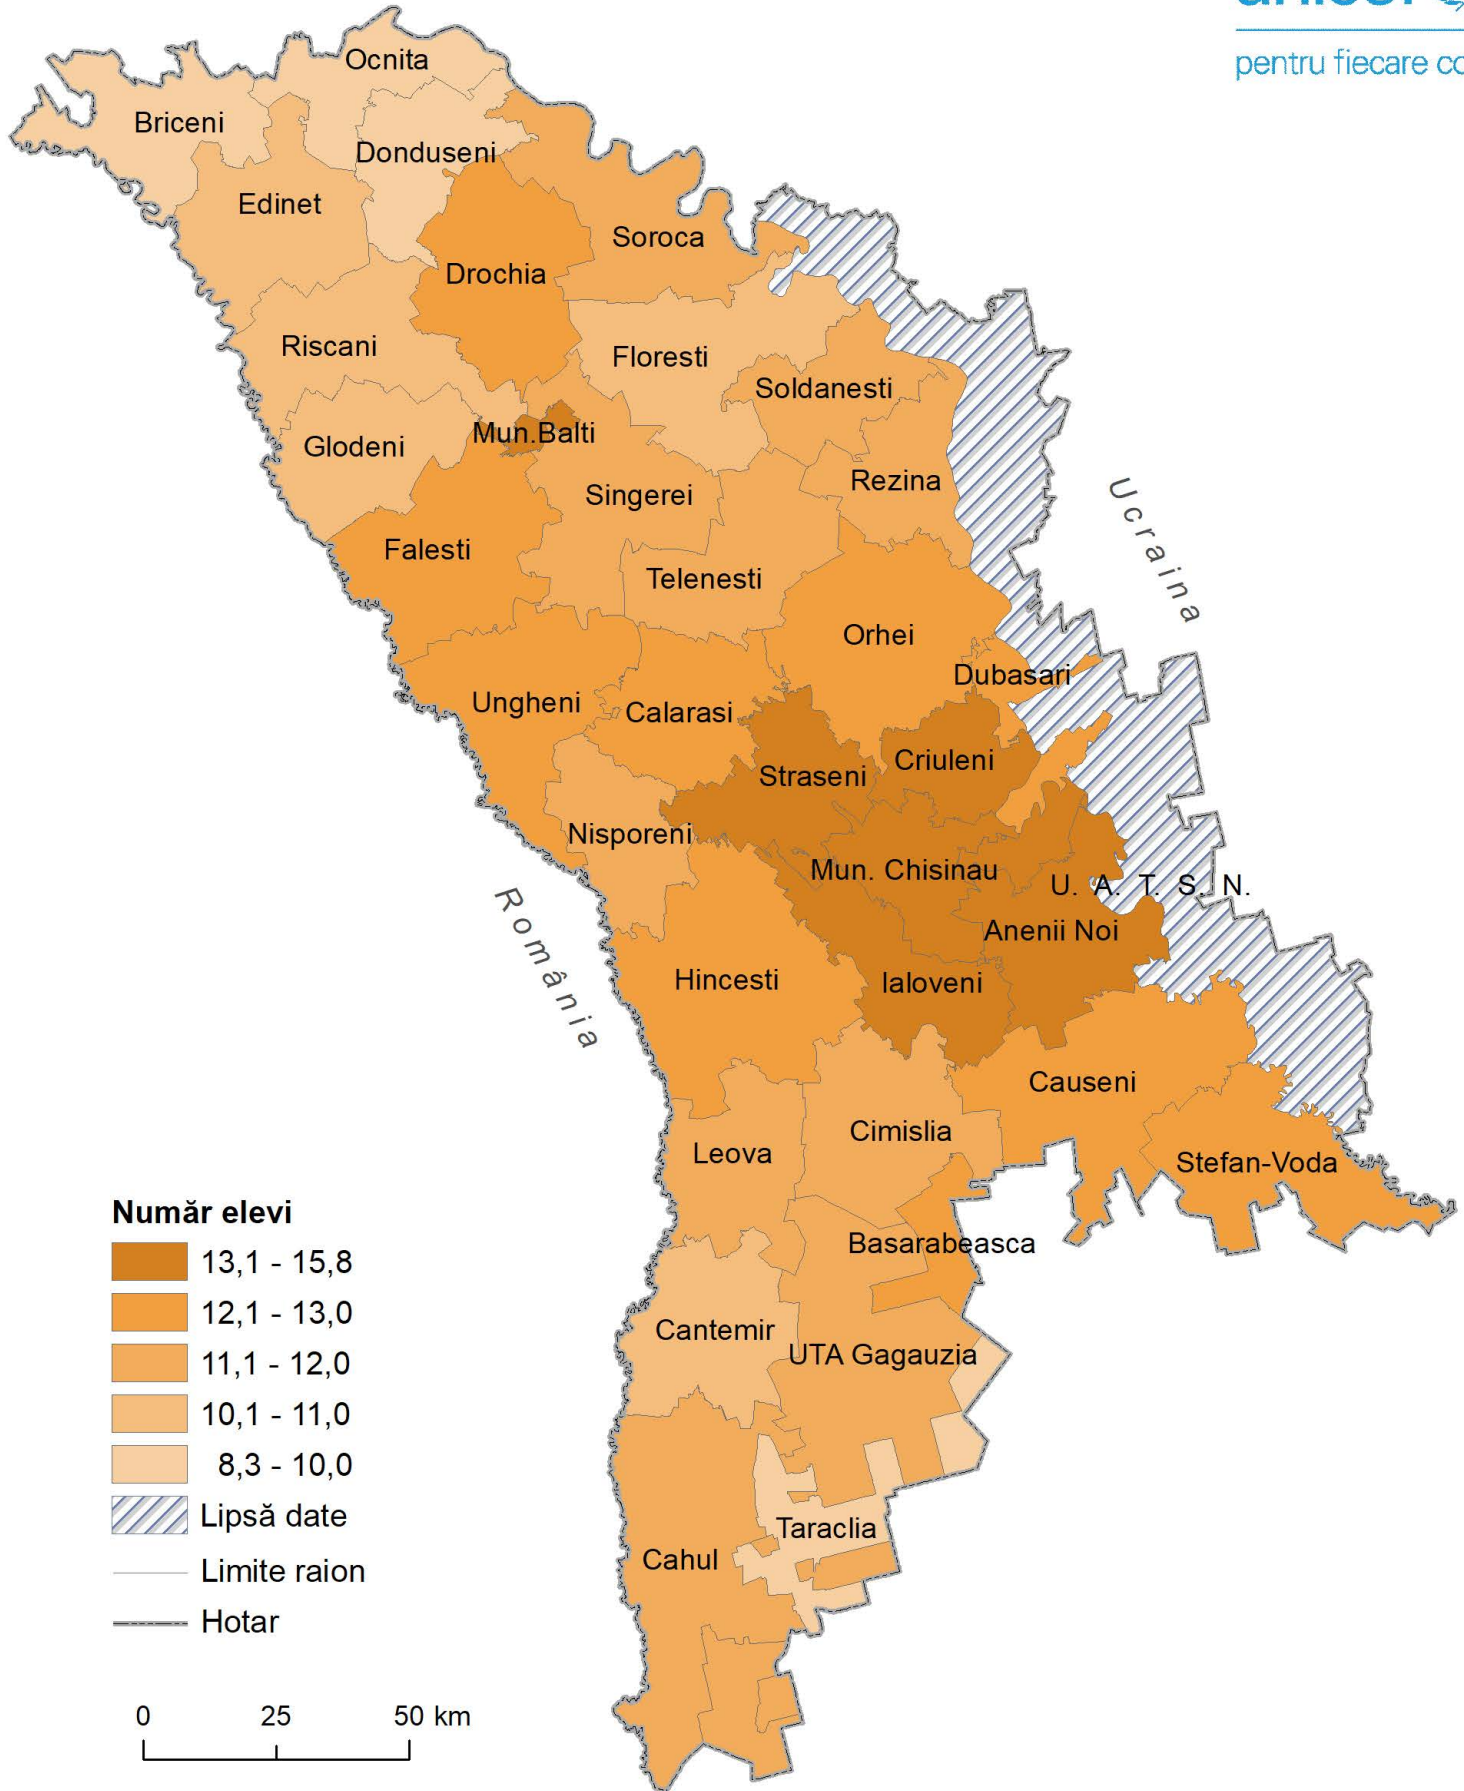 pentru fiecare
Ocnita
Briceni
Donduseni
Edinet
Soroca
Drochia
Riscani
Floresti
Soldanesti
Mun.Balti
Glodeni
Rezina
Singerei
Ucraina
Falesti
Telenesti
Orhei
Dubasari
Ungheni
Calarasi
Criuleni
Straseni
Nisporeni
Mun. Chisinau
U. A. T. S. N.
Anenii Noi
România
Hincesti
Ialoveni
Causeni
Cimislia
Leova
Stefan-Voda
Basarabeasca
Cantemir
UTA Gagauzia
Taraclia
Cahul
Număr elevi
13,1 - 15,8
12,1 - 13,0
11,1 - 12,0
10,1 - 11,0
8,3 - 10,0
Lipsă date
Limite raion
Hotar
0 25 50 km